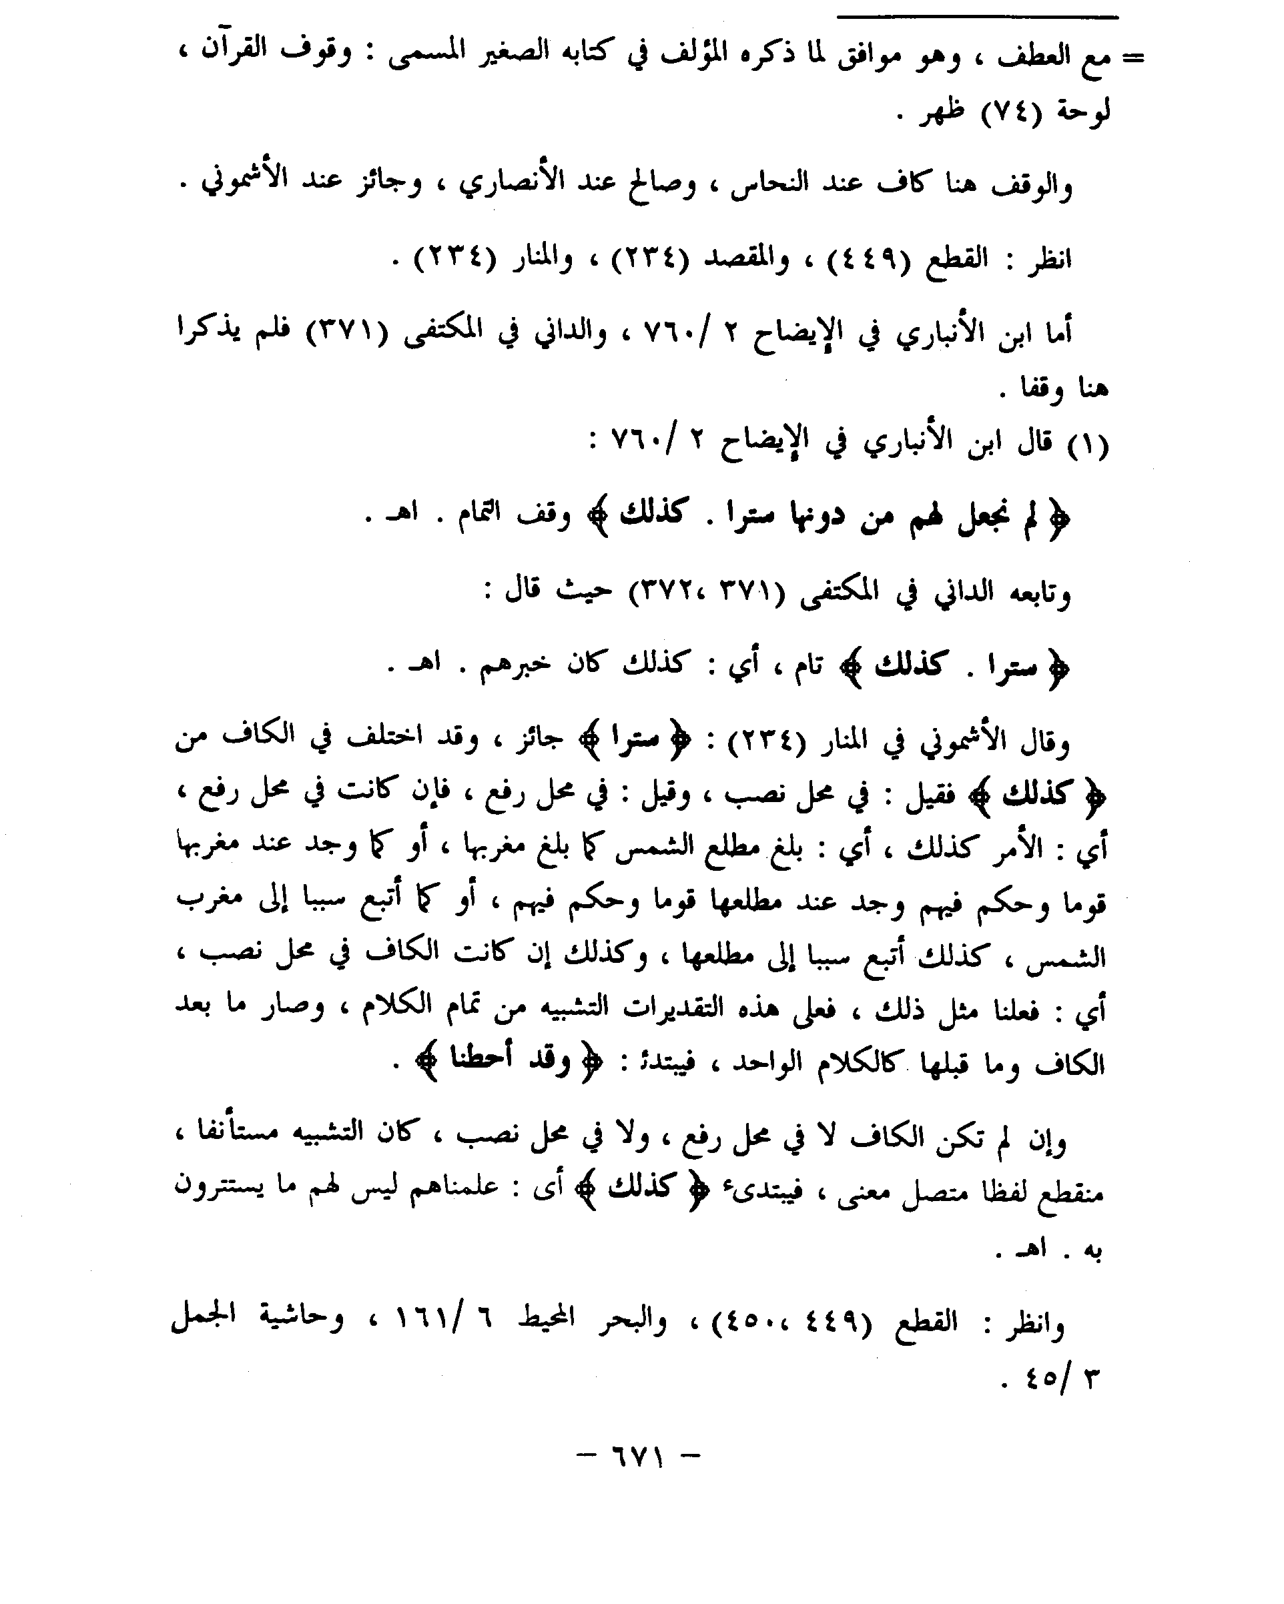 = مع العطف ، وهو موافق لما ذكره المؤلف في كتابه الصغير المسمى : وقوف القرآن ،
لوحة (٧٤) ظهر .
والوقف هنا كاف عند النحاس ، وصالح عند الأنصاري ، وجائز عند الأشموني .
انظر : القطع (٤٤٩) ، والمقصد (٢٣٤) ، والمنار (٢٣٤) .
أما ابن الأنباري في الإيضاح ٢ /٧٦٠ ، والداني في المكتفى (٣٧١) فلم يذكرا
هنا وقفا .
(١) قال ابن الأنباري في الإيضاح ٢ /٧٦٠ :
﴿ لم نجعل لهم من دونها سترا . كذلك ﴾ وقف التمام . اهـ .
وتابعه الداني في المكتفى (٣٧١ ،٣٧٢) حيث قال :
﴿ سترا . كذلك ﴾ تام ، أي : كذلك كان خبرهم . اهـ .
وقال الأشموني في المنار (٢٣٤) : ﴿ سترا ﴾ جائز ، وقد اختلف في الكاف من
﴿ كذلك ﴾ فقيل : في محل نصب ، وقيل : في محل رفع ، فإن كانت في محل رفع ،
أي : الأمر كذلك ، أي : بلغ مطلع الشمس كما بلغ مغربها ، أو كما وجد عند مغربها
قوما وحكم فيهم وجد عند مطلعها قوما وحكم فيهم ، أو كما أتبع سببا إلى مغرب
الشمس ، كذلك أتبع سببا إلى مطلعها ، وكذلك إن كانت الكاف في محل نصب ،
أي : فعلنا مثل ذلك ، فعلى هذه التقديرات التشبيه من تمام الكلام ، وصار ما بعد
الكاف وما قبلها كالكلام الواحد ، فيبتدئ : ﴿ وقد أحطنا ﴾ .
وإن لم تكن الكاف لا في محل رفع ، ولا في محل نصب ، كان التشبيه مستأنفا ،
منقطع لفظا متصل معنى ، فيبتدىء ﴿ كذلك ﴾ أى : علمناهم ليس لهم ما يستترون
به . اهـ .
وانظر : القطع (٤٤٩ ،٤٥٠) ، والبحر المحيط ٦ /١٦١ ، وحاشية الجمل
٣ /٤٥ .
– ٦٧١ –